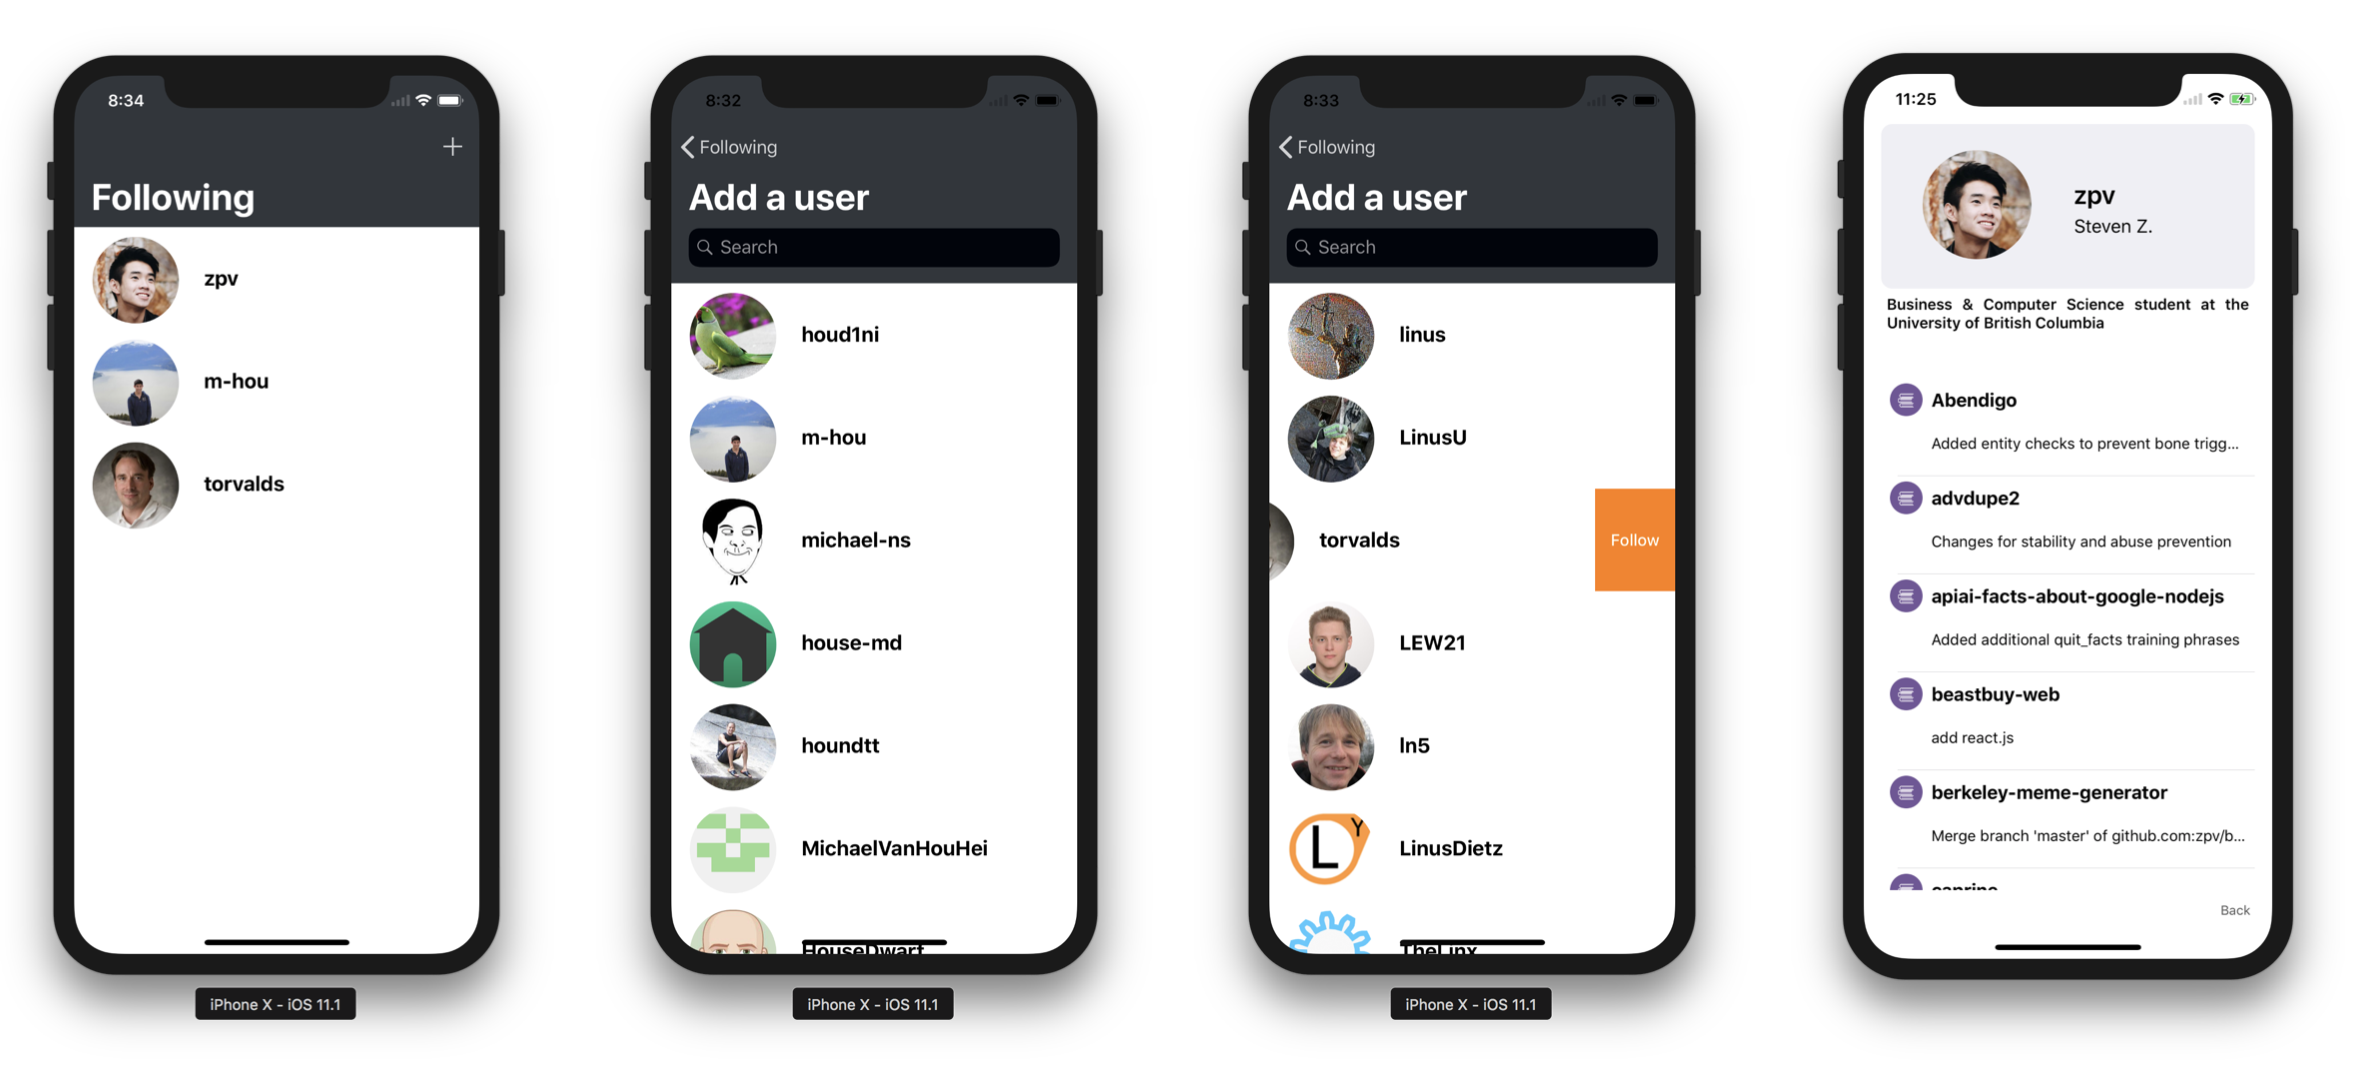 8:34
Following
zpv
m-hou
torvalds
iPhone X - iOS 11.1
8:32
Following
Add a user
Search
houd1ni
m-hou
michael-ns
house-md
houndtt
MichaelVanHouHei
HouseDwarf
iPhone X - iOS 11.1
8:33
Following
Add a user
Search
linus
LinusU
torvalds
Follow
LEW21
ln5
LinusDietz
L Y
TheLinx
iPhone X - iOS 11.1
11:25
zpv
Steven Z.
Business & Computer Science student at the
University of British Columbia
Abendigo
Added entity checks to prevent bone trigg...
advdupe2
Changes for stability and abuse prevention
apiai-facts-about-google-nodejs
Added additional quit_facts training phrases
beastbuy-web
add react.js
berkeley-meme-generator
Merge branch 'master' of github.com:zpv/b...
caprine
Back